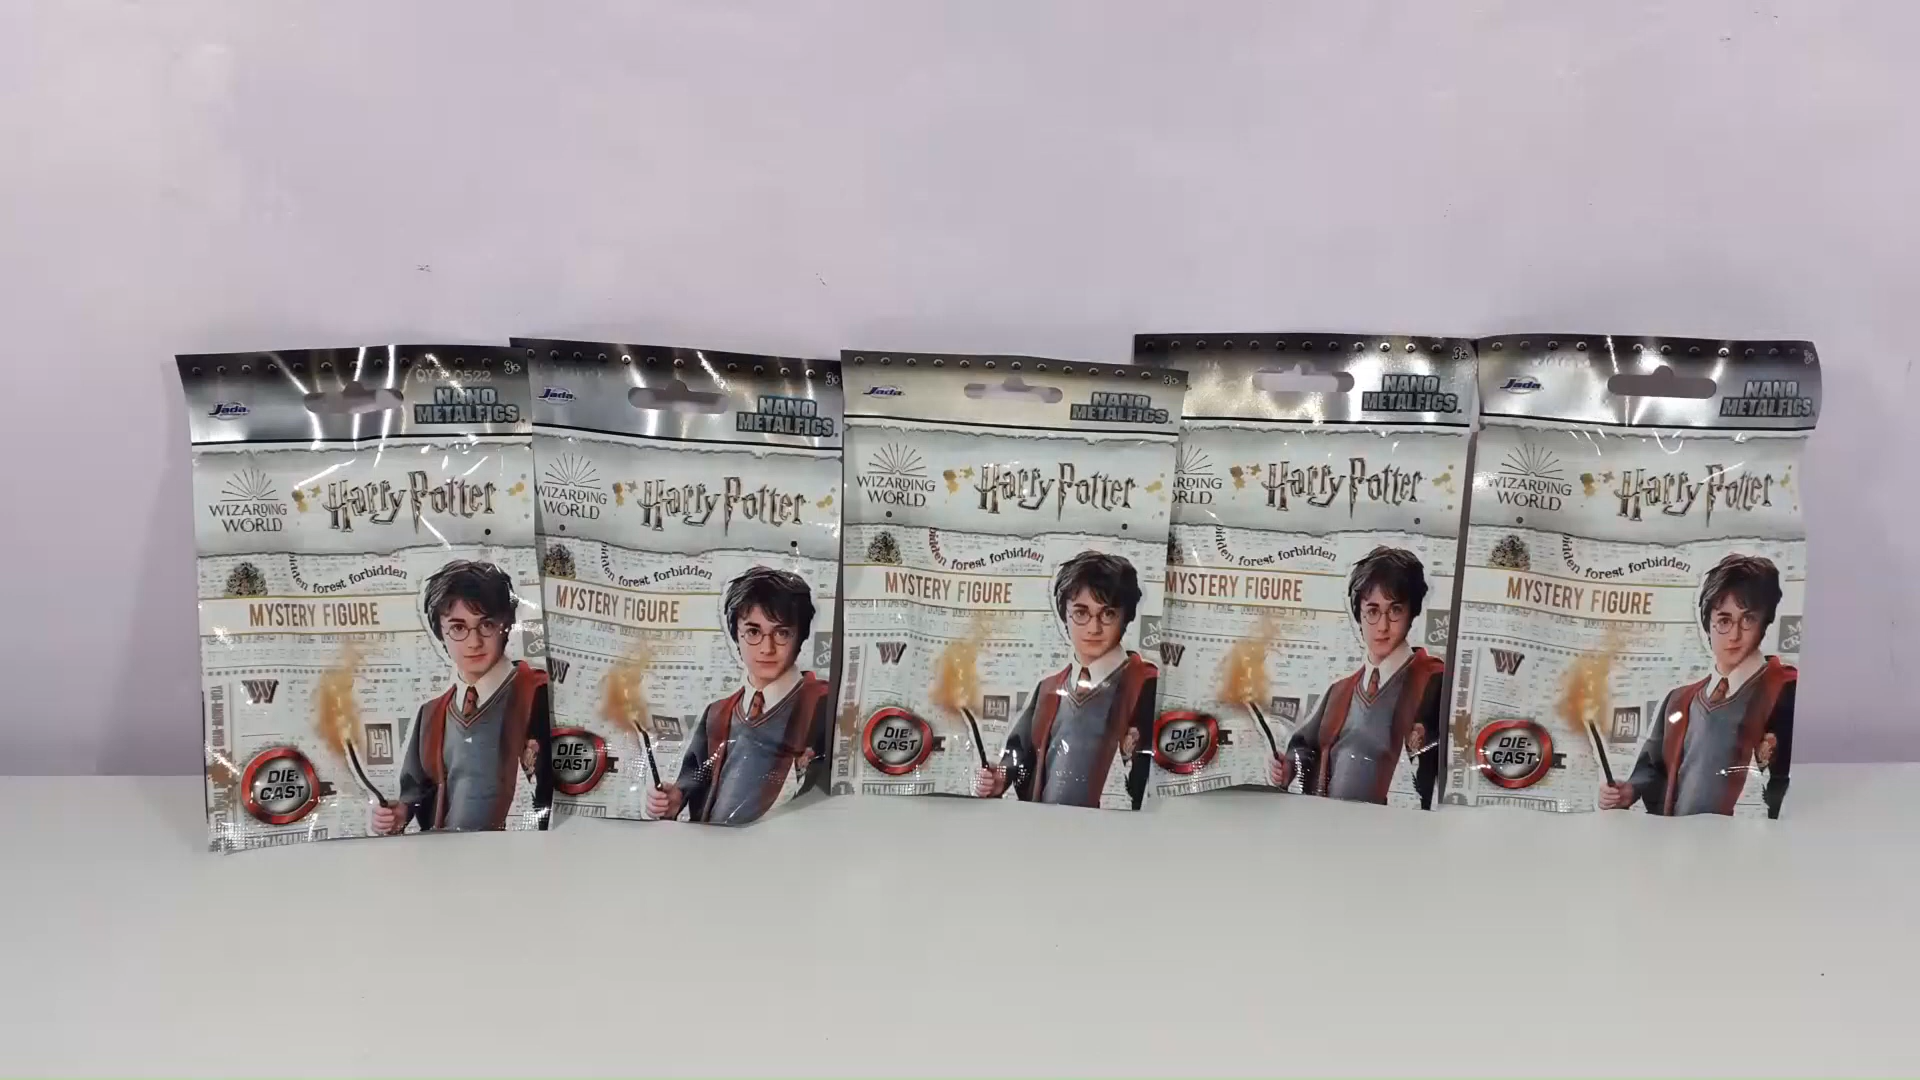 3+
Jada
NANO
METALFIGS
WIZARDING
WORLD
Harry Potter
forest forbidden
MYSTERY FIGURE
W
H
DIE-
CAST
3+
Jada
NANO
METALFIGS
WIZARDING
WORLD
Harry Potter
forest forbidden
MYSTERY FIGURE
W
DIE-
CAST
3+
Jada
NANO
METALFIGS
WIZARDING
WORLD
Harry Potter
forest forbidden
MYSTERY FIGURE
W
DIE-
CAST
3+
NANO
METALFIGS
Harry Potter
forest forbidden
MYSTERY FIGURE
DIE-
CAST
Jada
NANO
METALFIGS
WIZARDING
WORLD
Harry Potter
forest forbidden
MYSTERY FIGURE
W
H
DIE-
CAST